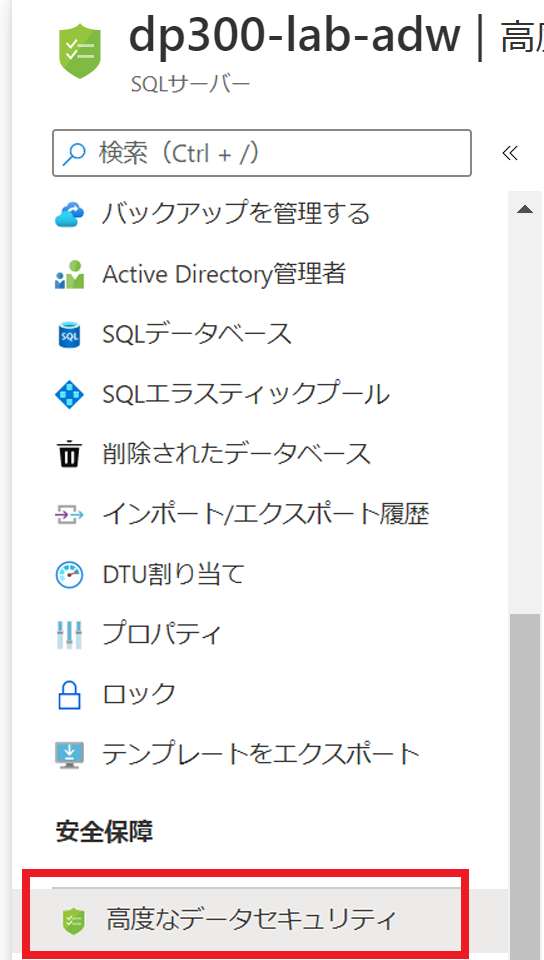 dp300-lab-adw | 高度
SQLサーバー
検索（Ctrl + /）
«
バックアップを管理する
Active Directory管理者
SQL
SQLデータベース
SQLエラスティックプール
削除されたデータベース
インポート/エクスポート履歴
DTU割り当て
プロパティ
ロック
テンプレートをエクスポート
安全保障
高度なデータセキュリティ